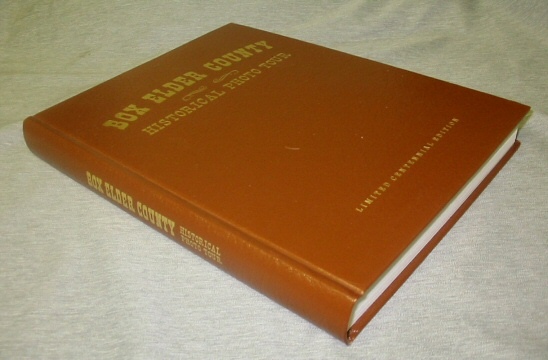 BOX ELDER COUNTY
HISTORICAL PHOTO TOUR
LIMITED CENTENNIAL EDITION
BOX ELDER COUNTY
HISTORICAL
PHOTO TOUR